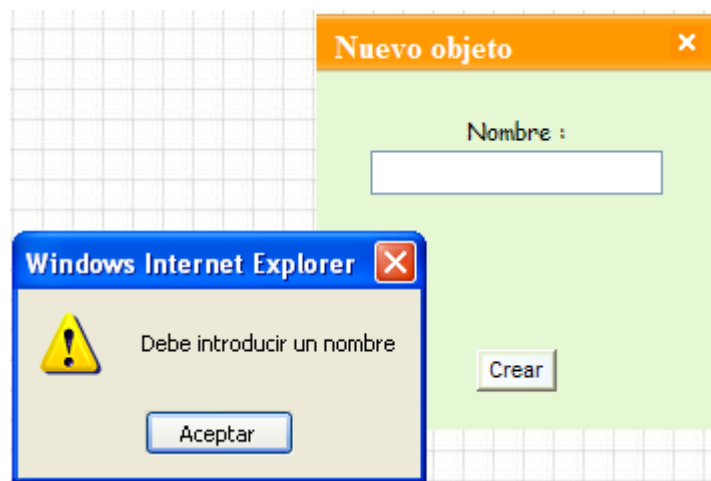 Nuevo objeto
Nombre :
Windows Internet Explorer
Debe introducir un nombre
Crear
Aceptar